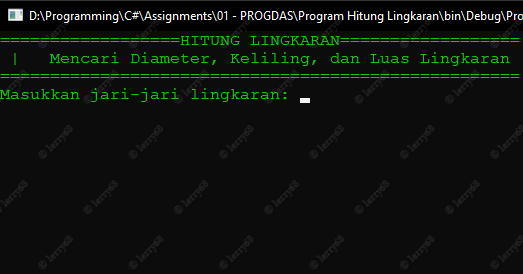 D:\Programming\C#\Assignments\01 - PROGDAS\Program Hitung Lingkaran\bin\Debug\Pro
==================HITUNG LINGKARAN==================
| Mencari Diameter, Keliling, dan Luas Lingkaran
====================================================
Masukkan jari-jari lingkaran: _